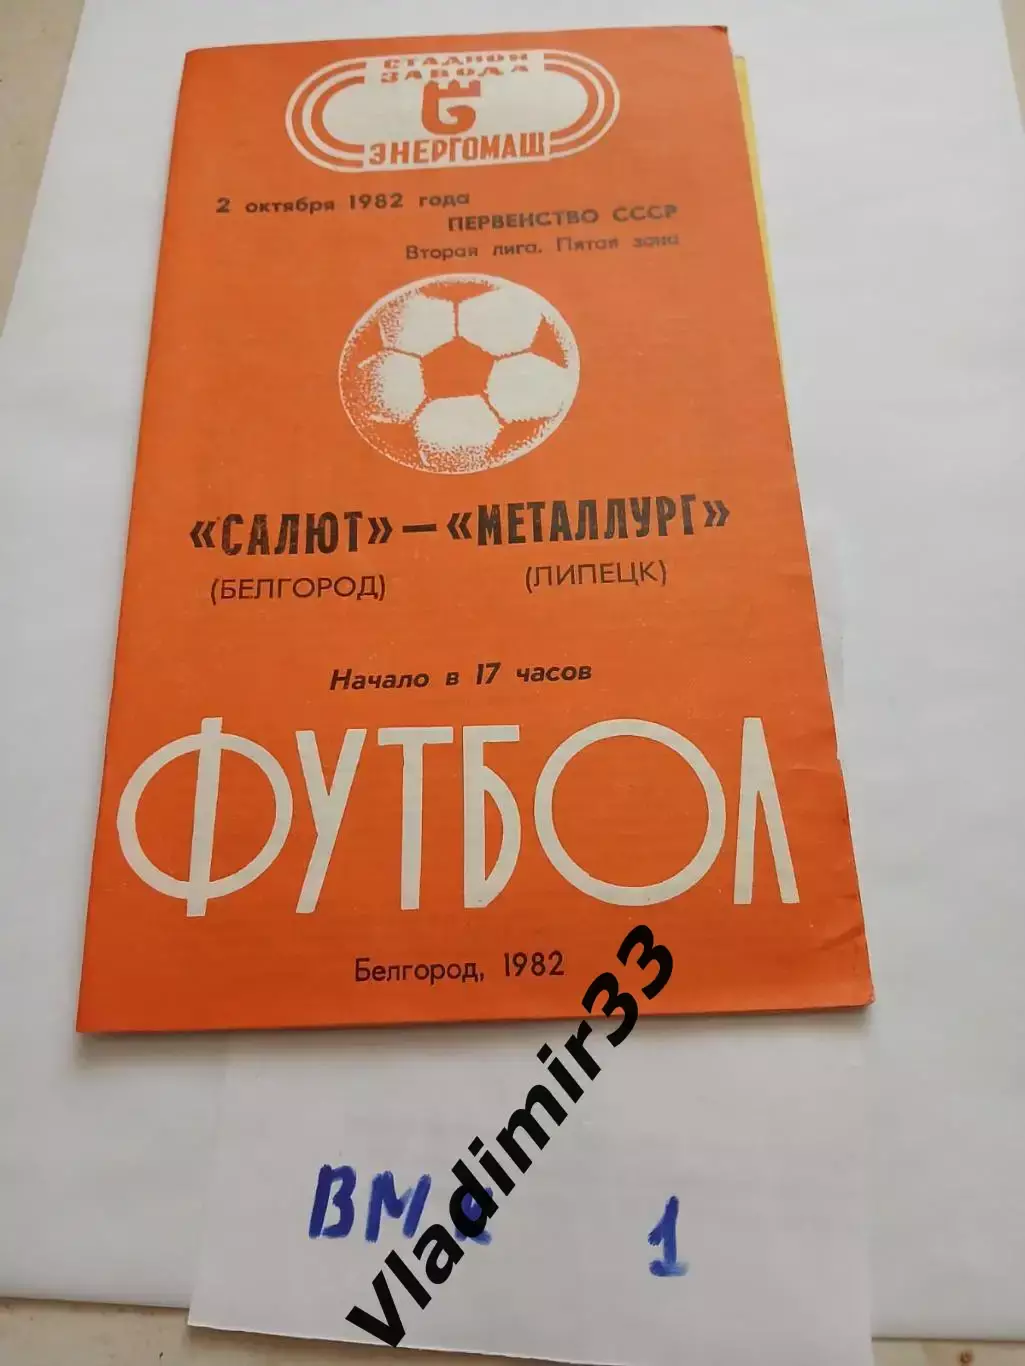 СТАДИОН
ЗАВОДА
ЭНЕРГОМАШ
2 октября 1982 года
ПЕРВЕНСТВО СССР
Вторая лига. Пятая зона
«САЛЮТ» — «МЕТАЛЛУРГ»
(БЕЛГОРОД) (ЛИПЕЦК)
Начало в 17 часов
ФУТБОЛ
Белгород, 1982
Vladimir33
ВМ 1